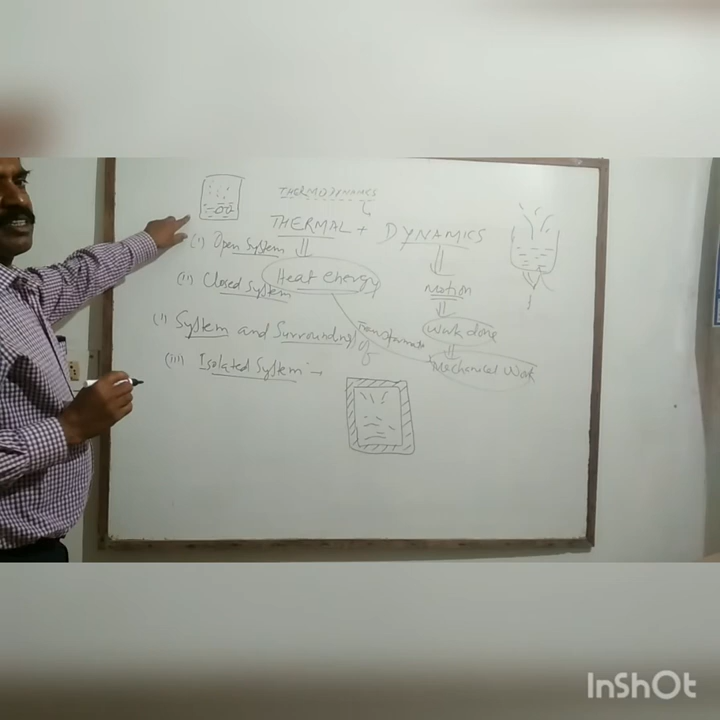 THERMODYNAMICS
THERMAL + DYNAMICS
(i) Open System
(ii) Closed System
Heat energy
Motion
(i) System and Surrounding
of
Work done
(iii) Isolated System :→
Mechanical Work
InShOt